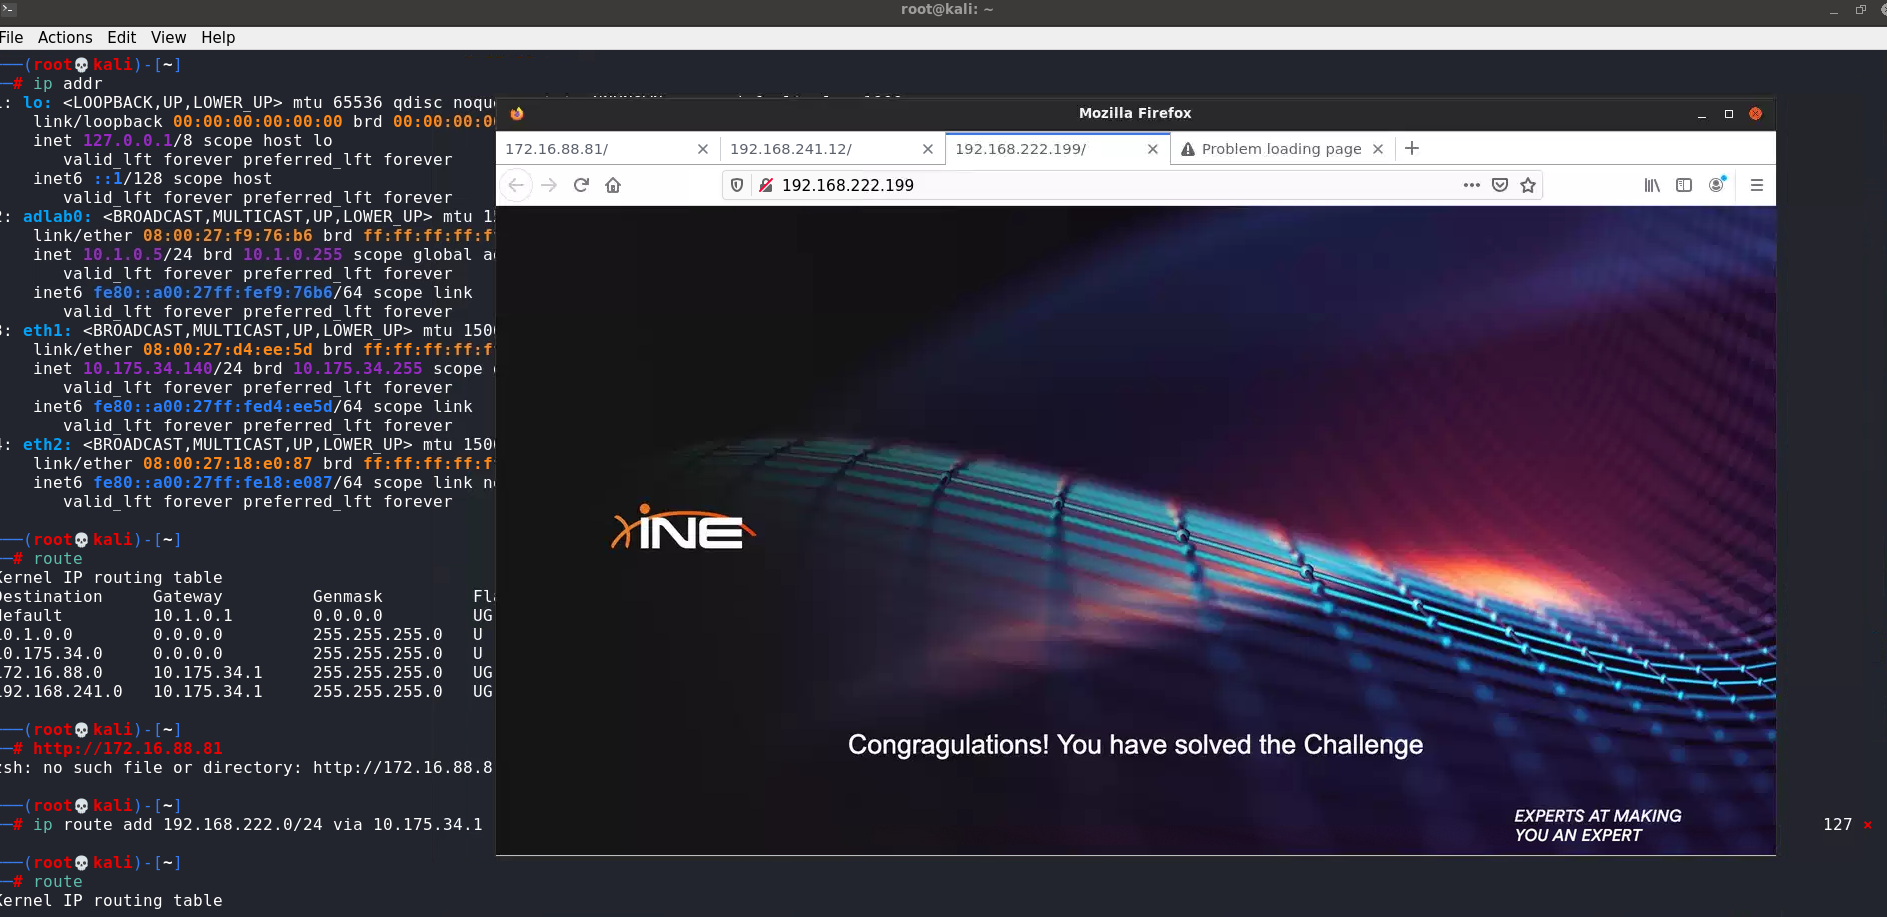 root@kali: ~
File Actions Edit View Help
(root💀kali)-[~]
# ip addr
1: lo: <LOOPBACK,UP,LOWER_UP> mtu 65536 qdisc noqu
link/loopback 00:00:00:00:00:00 brd 00:00:00:00
inet 127.0.0.1/8 scope host lo
valid_lft forever preferred_lft forever
inet6 ::1/128 scope host
valid_lft forever preferred_lft forever
2: adlab0: <BROADCAST,MULTICAST,UP,LOWER_UP> mtu 15
link/ether 08:00:27:f9:76:b6 brd ff:ff:ff:ff:f
inet 10.1.0.5/24 brd 10.1.0.255 scope global a
valid_lft forever preferred_lft forever
inet6 fe80::a00:27ff:fef9:76b6/64 scope link
valid_lft forever preferred_lft forever
3: eth1: <BROADCAST,MULTICAST,UP,LOWER_UP> mtu 150
link/ether 08:00:27:d4:ee:5d brd ff:ff:ff:ff:f
inet 10.175.34.140/24 brd 10.175.34.255 scope
valid_lft forever preferred_lft forever
inet6 fe80::a00:27ff:fed4:ee5d/64 scope link
valid_lft forever preferred_lft forever
4: eth2: <BROADCAST,MULTICAST,UP,LOWER_UP> mtu 150
link/ether 08:00:27:18:e0:87 brd ff:ff:ff:ff:f
inet6 fe80::a00:27ff:fe18:e087/64 scope link n
valid_lft forever preferred_lft forever
(root💀kali)-[~]
# route
Kernel IP routing table
Destination Gateway Genmask Fl
default 10.1.0.1 0.0.0.0 UG
10.1.0.0 0.0.0.0 255.255.255.0 U
10.175.34.0 0.0.0.0 255.255.255.0 U
172.16.88.0 10.175.34.1 255.255.255.0 UG
192.168.241.0 10.175.34.1 255.255.255.0 UG
(root💀kali)-[~]
# http://172.16.88.81
zsh: no such file or directory: http://172.16.88.8
(root💀kali)-[~]
# ip route add 192.168.222.0/24 via 10.175.34.1
127 ×
(root💀kali)-[~]
# route
Kernel IP routing table
Mozilla Firefox
172.16.88.81/
192.168.241.12/
192.168.222.199/
Problem loading page
192.168.222.199
INE
Congragulations! You have solved the Challenge
EXPERTS AT MAKING
YOU AN EXPERT